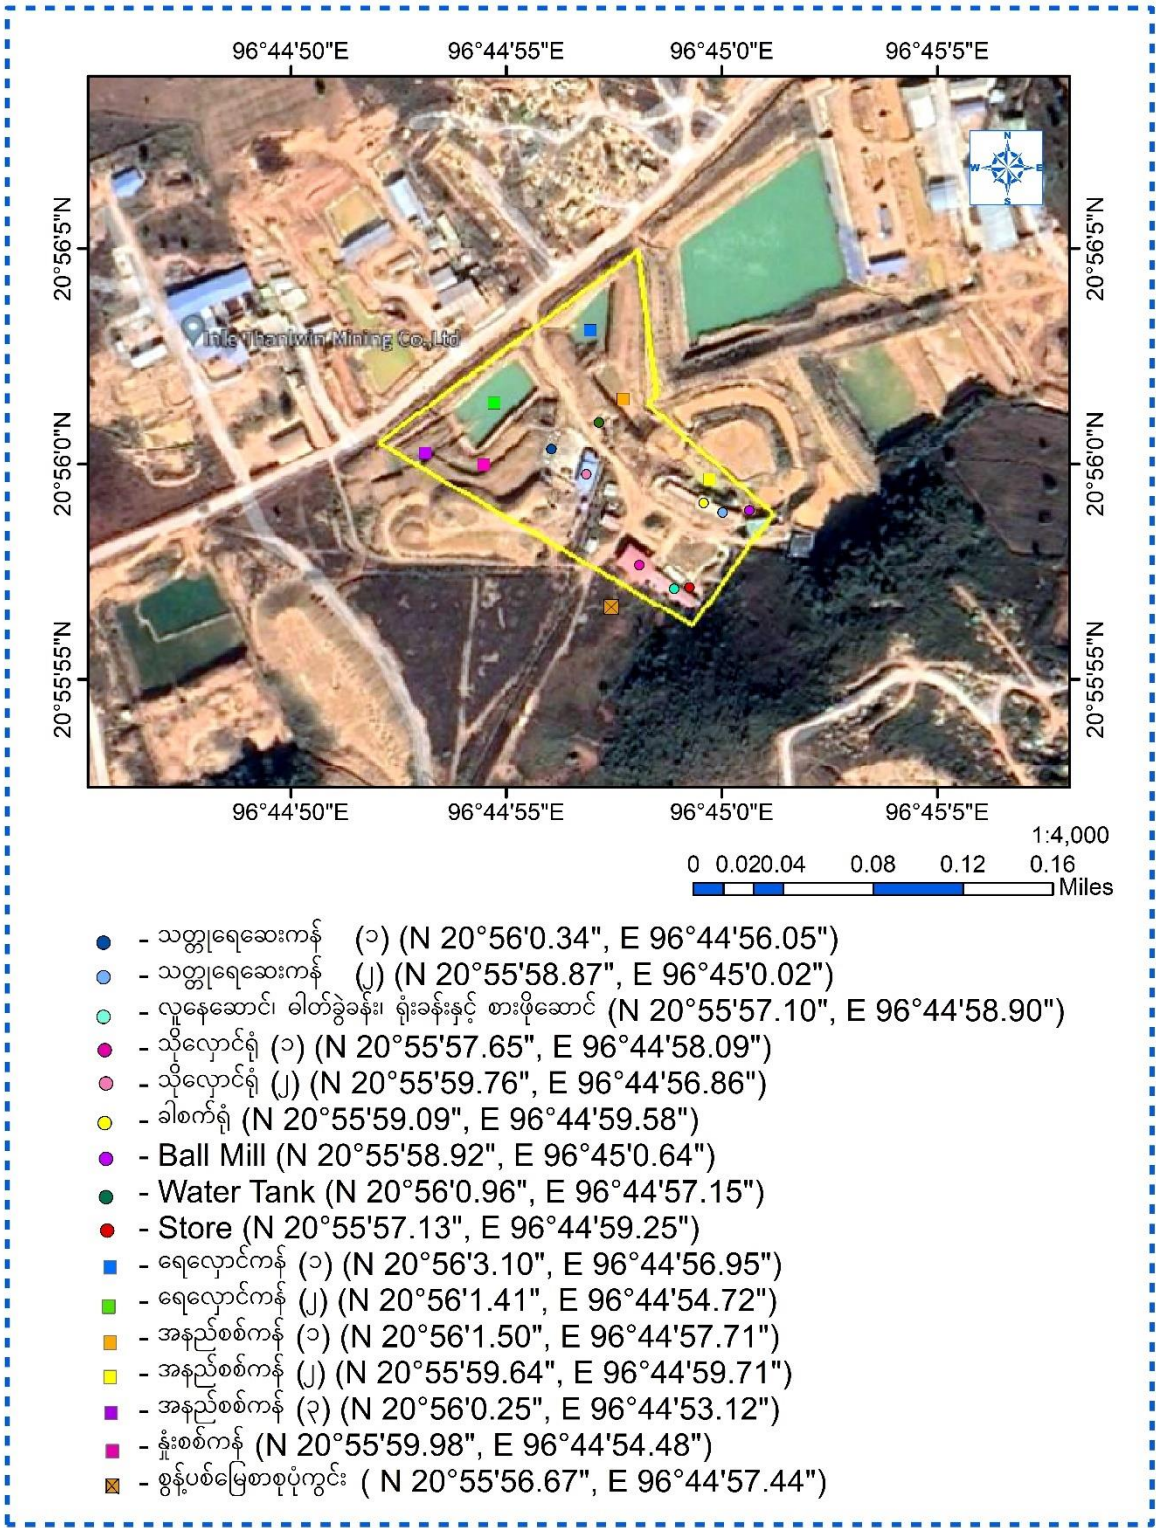 96°44'50"E 96°44'55"E 96°45'0"E 96°45'5"E
N
W E
S
20°56'5"N 20°56'5"N
Inle Thanlwin Mining Co.,Ltd
20°56'0"N 20°56'0"N
20°55'55"N 20°55'55"N
96°44'50"E 96°44'55"E 96°45'0"E 96°45'5"E
1:4,000
0 0.02 0.04 0.08 0.12 0.16
Miles
- သတ္တုရေဆေးကန် (၁) (N 20°56'0.34", E 96°44'56.05")
- သတ္တုရေဆေးကန် (၂) (N 20°55'58.87", E 96°45'0.02")
- လူနေဆောင်၊ ဓါတ်ခွဲခန်း၊ ရုံးခန်းနှင့် စားဖိုဆောင် (N 20°55'57.10", E 96°44'58.90")
- သိုလှောင်ရုံ (၁) (N 20°55'57.65", E 96°44'58.09")
- သိုလှောင်ရုံ (၂) (N 20°55'59.76", E 96°44'56.86")
- ခါစက်ရုံ (N 20°55'59.09", E 96°44'59.58")
- Ball Mill (N 20°55'58.92", E 96°45'0.64")
- Water Tank (N 20°56'0.96", E 96°44'57.15")
- Store (N 20°55'57.13", E 96°44'59.25")
- ရေလှောင်ကန် (၁) (N 20°56'3.10", E 96°44'56.95")
- ရေလှောင်ကန် (၂) (N 20°56'1.41", E 96°44'54.72")
- အနည်စစ်ကန် (၁) (N 20°56'1.50", E 96°44'57.71")
- အနည်စစ်ကန် (၂) (N 20°55'59.64", E 96°44'59.71")
- အနည်စစ်ကန် (၃) (N 20°56'0.25", E 96°44'53.12")
- နှုံးစစ်ကန် (N 20°55'59.98", E 96°44'54.48")
- စွန့်ပစ်မြေစာစုပုံကွင်း ( N 20°55'56.67", E 96°44'57.44")